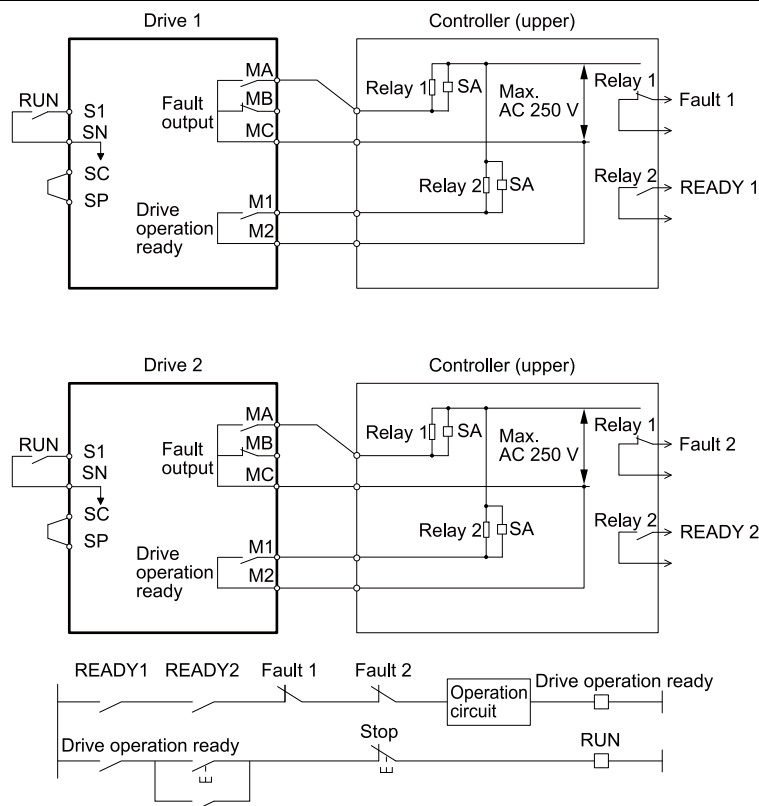 Drive 1
Controller (upper)
RUN
S1
SN
SC
SP
Fault
output
MA
MB
MC
Drive
operation
ready
M1
M2
Relay 1
SA
Max.
AC 250 V
Relay 2
SA
Relay 1
Fault 1
Relay 2
READY 1
Drive 2
Controller (upper)
RUN
S1
SN
SC
SP
Fault
output
MA
MB
MC
Drive
operation
ready
M1
M2
Relay 1
SA
Max.
AC 250 V
Relay 2
SA
Relay 1
Fault 2
Relay 2
READY 2
READY1 READY2 Fault 1 Fault 2
Operation
circuit
Drive operation ready
Drive operation ready
Stop
RUN